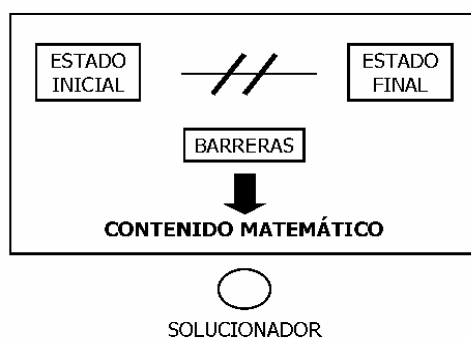 ESTADO
INICIAL
ESTADO
FINAL
BARRERAS
CONTENIDO MATEMÁTICO
SOLUCIONADOR